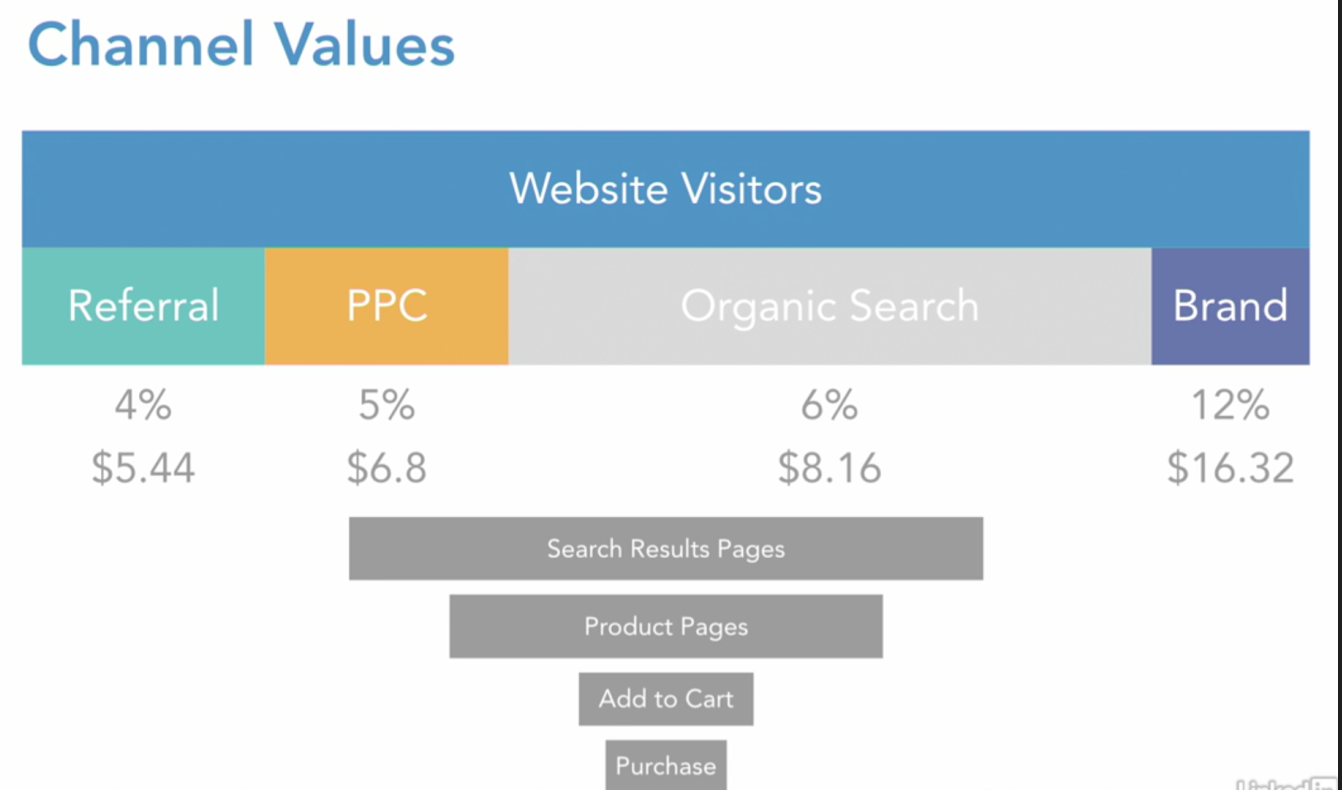 Channel Values
Website Visitors
Referral PPC Organic Search Brand
4% 5% 6% 12%
$5.44 $6.8 $8.16 $16.32
Search Results Pages
Product Pages
Add to Cart
Purchase